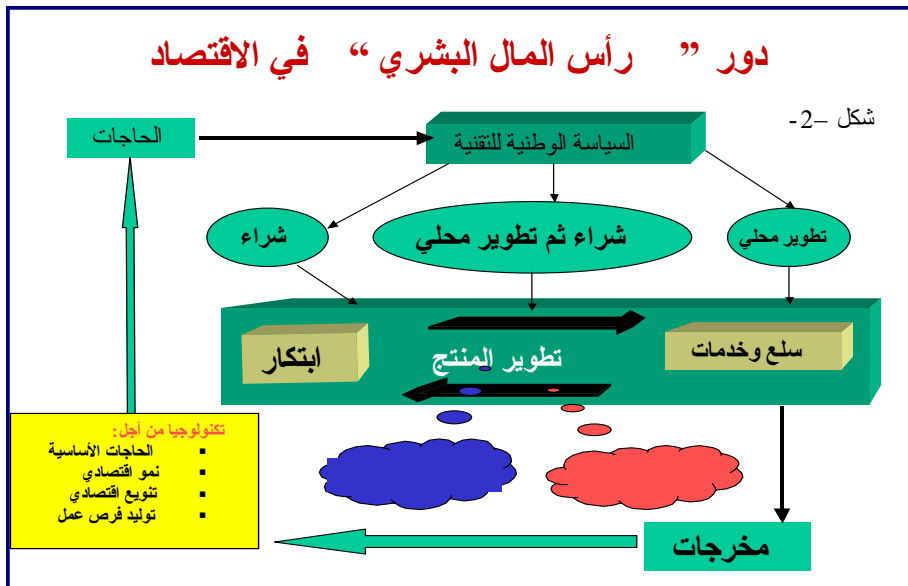 دور ” رأس المال البشري “ في الاقتصاد
شكل –2-
الحاجات
السياسة الوطنية للتقنية
تطوير محلي
شراء ثم تطوير محلي
شراء
سلع وخدمات
تطوير المنتج
ابتكار
تكنولوجيا من أجل:
▪ الحاجات الأساسية
▪ نمو اقتصادي
▪ تنويع اقتصادي
▪ توليد فرص عمل
مخرجات